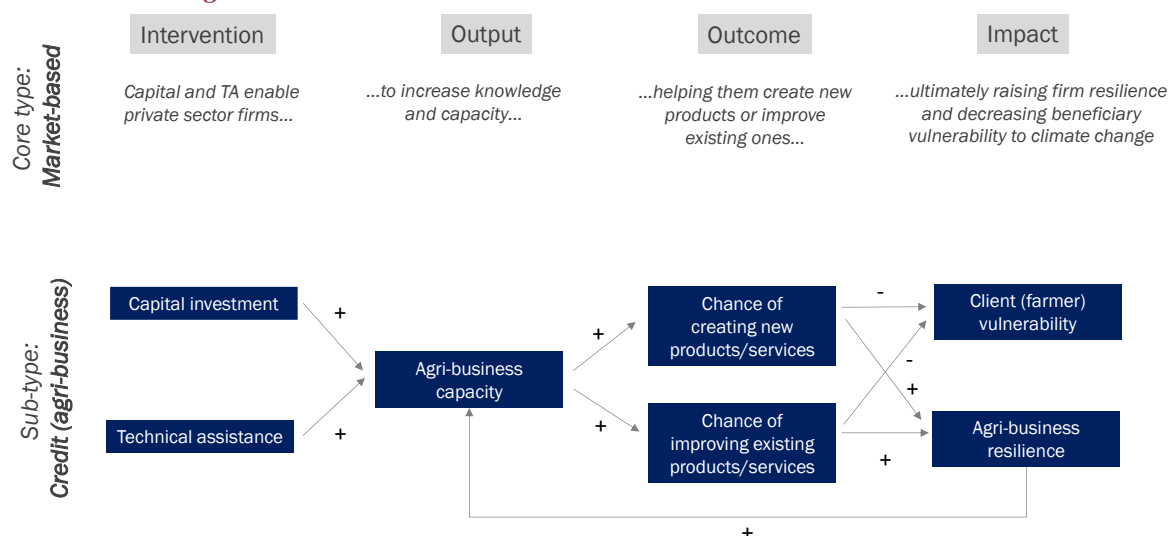 Intervention
Output
Outcome
Impact
Core type:
Market-based
Capital and TA enable
private sector firms...
...to increase knowledge
and capacity...
...helping them create new
products or improve
existing ones...
...ultimately raising firm resilience
and decreasing beneficiary
vulnerability to climate change
Sub-type:
Credit (agri-business)
Capital investment
Technical assistance
+
+
Agri-business
capacity
+
+
Chance of
creating new
products/services
Chance of
improving existing
products/services
-
-
+
+
Client (farmer)
vulnerability
Agri-business
resilience
+